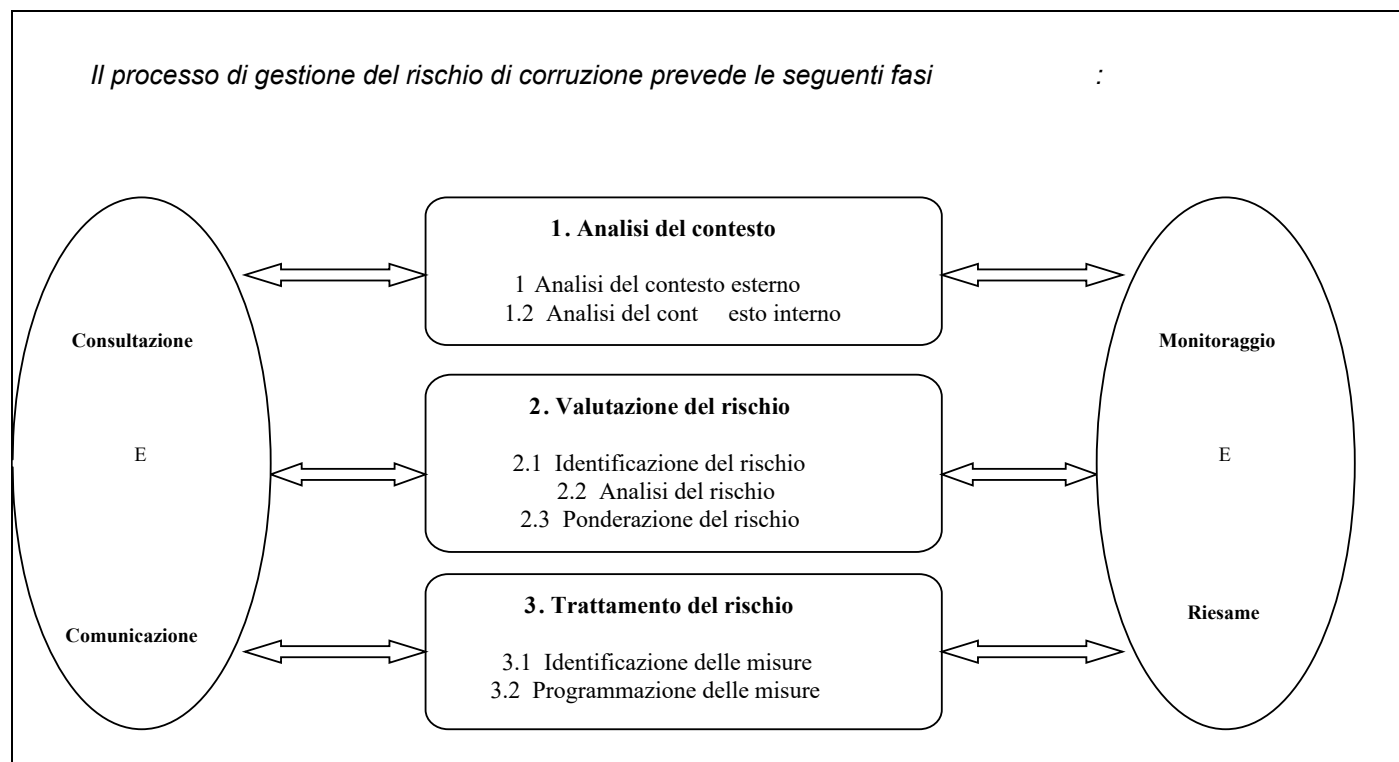 Il processo di gestione del rischio di corruzione prevede le seguenti fasi :
1. Analisi del contesto
1 Analisi del contesto esterno
1.2 Analisi del cont esto interno
Consultazione
E
Comunicazione
2. Valutazione del rischio
2.1 Identificazione del rischio
2.2 Analisi del rischio
2.3 Ponderazione del rischio
3. Trattamento del rischio
3.1 Identificazione delle misure
3.2 Programmazione delle misure
Monitoraggio
E
Riesame